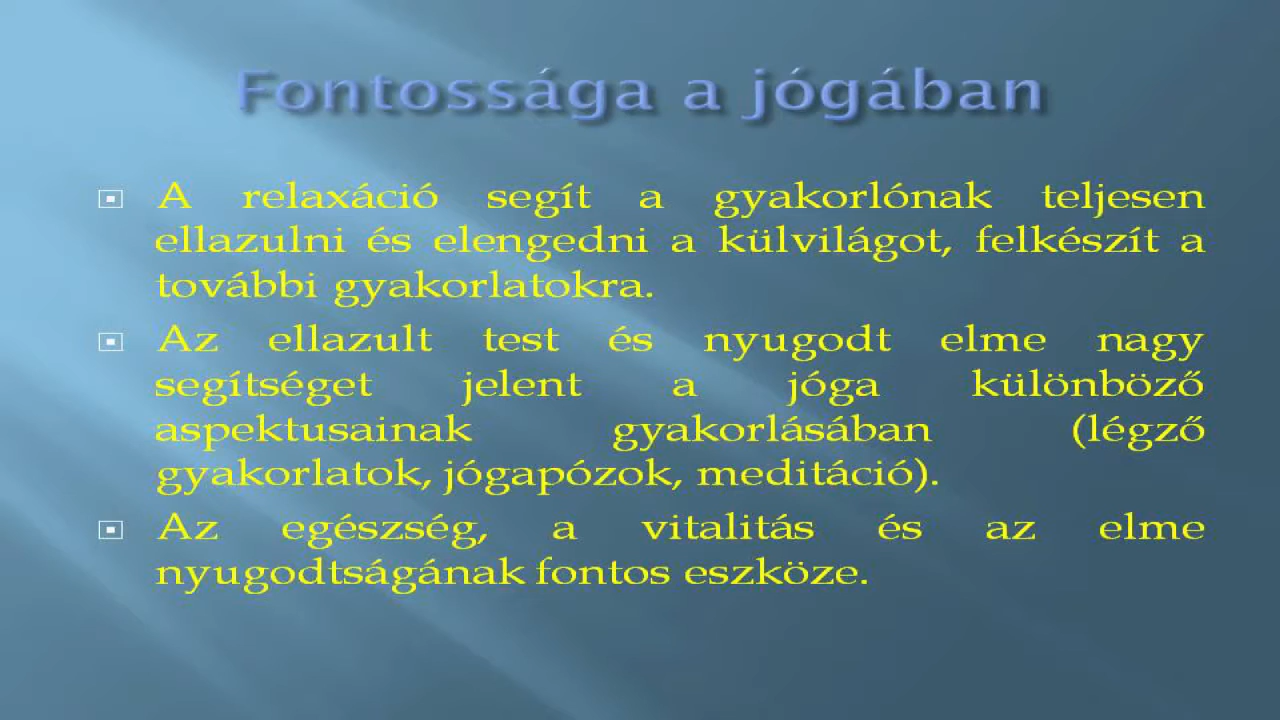 Fontossága a jógában
A relaxáció segít a gyakorlónak teljesen
ellazulni és elengedni a külvilágot, felkészít a
további gyakorlatokra.
Az ellazult test és nyugodt elme nagy
segítséget jelent a jóga különböző
aspektusainak gyakorlásában (légző
gyakorlatok, jógapózok, meditáció).
Az egészség, a vitalitás és az elme
nyugodtságának fontos eszköze.